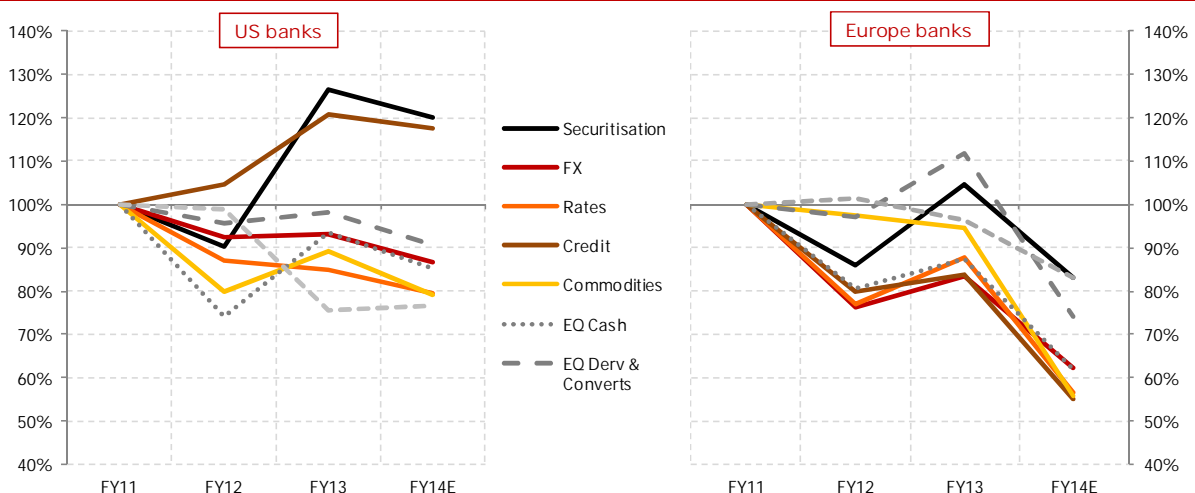 US banks
Europe banks
140%
130%
120%
110%
100%
90%
80%
70%
60%
50%
40%
FY11
FY12
FY13
FY14E
Securitisation
FX
Rates
Credit
Commodities
EQ Cash
EQ Derv &
Converts
140%
130%
120%
110%
100%
90%
80%
70%
60%
50%
40%
FY11
FY12
FY13
FY14E